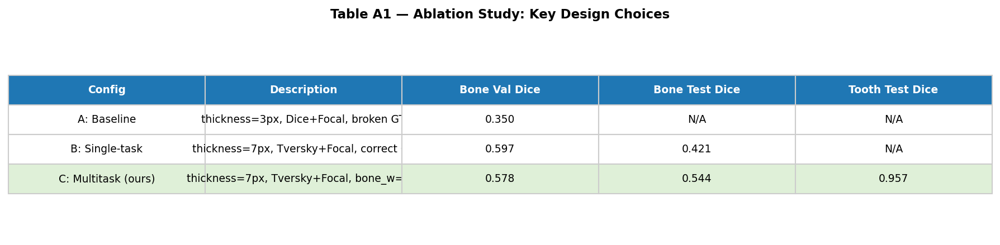 Table A1 — Ablation Study: Key Design Choices
Config Description Bone Val Dice Bone Test Dice Tooth Test Dice
A: Baseline thickness=3px, Dice+Focal, broken GT 0.350 N/A N/A
B: Single-task thickness=7px, Tversky+Focal, correct 0.597 0.421 N/A
C: Multitask (ours) thickness=7px, Tversky+Focal, bone_w= 0.578 0.544 0.957